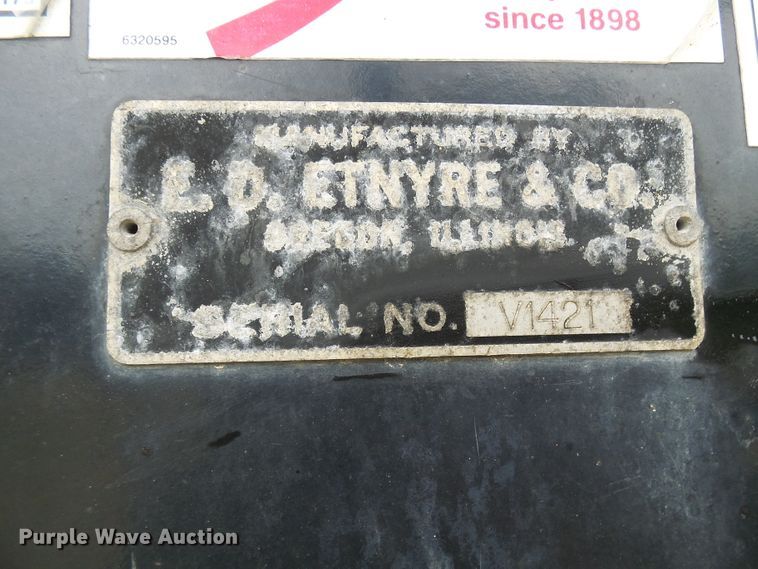 since 1898
6320595
MANUFACTURED BY
E. D. ETNYRE & CO.
OREGON, ILLINOIS
SERIAL NO. V1421
Purple Wave Auction®